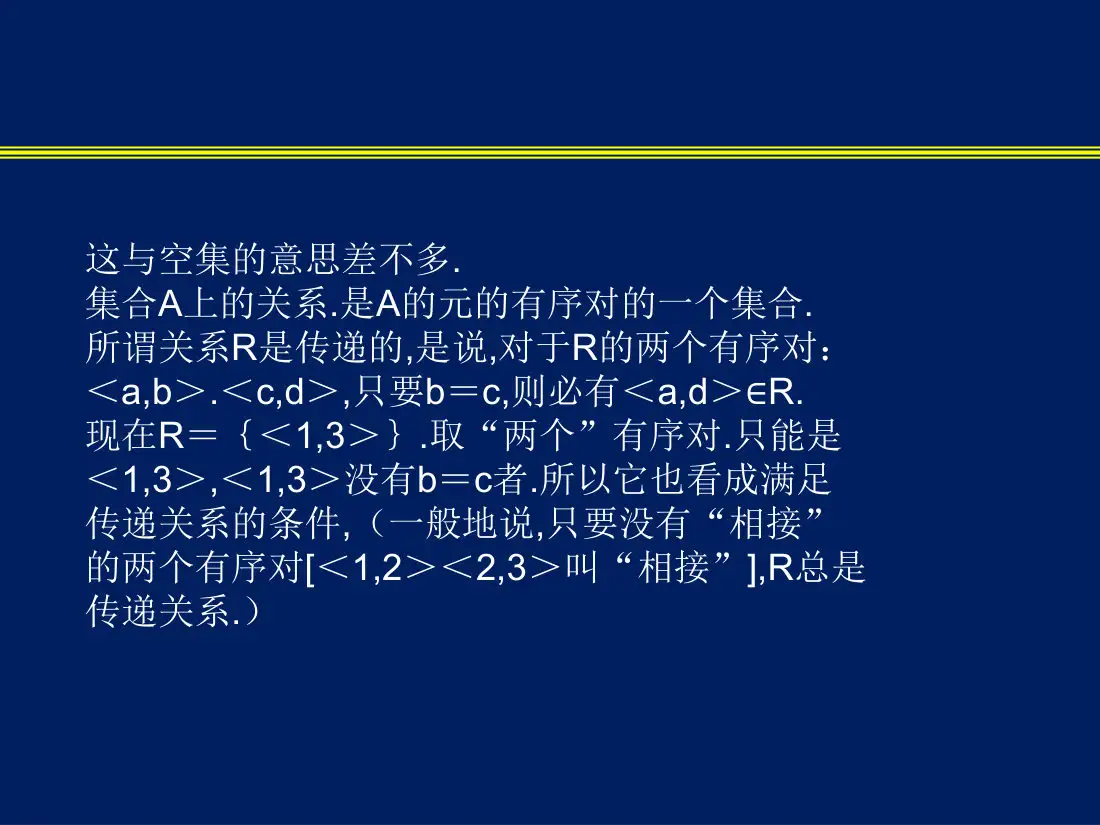 这与空集的意思差不多.
集合A上的关系.是A的元的有序对的一个集合.
所谓关系R是传递的,是说,对于R的两个有序对：
＜a,b＞.＜c,d＞,只要b＝c,则必有＜a,d＞∈R.
现在R＝｛＜1,3＞｝.取“两个”有序对.只能是
＜1,3＞,＜1,3＞没有b＝c者.所以它也看成满足
传递关系的条件,（一般地说,只要没有“相接”
的两个有序对[＜1,2＞＜2,3＞叫“相接”],R总是
传递关系.）